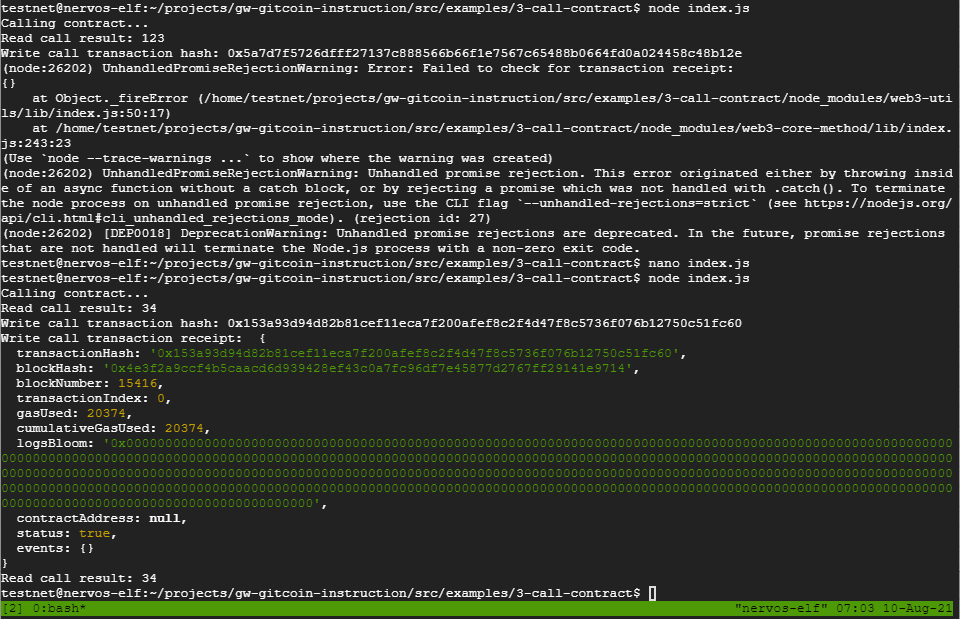 testnet@nervos-elf:~/projects/gw-gitcoin-instruction/src/examples/3-call-contract$ node index.js
Calling contract...
Read call result: 123
Write call transaction hash: 0x5a7d7f5726dfff27137c888566b66f1e7567c65488b0664fd0a024458c48b12e
(node:26202) UnhandledPromiseRejectionWarning: Error: Failed to check for transaction receipt:
{}
    at Object._fireError (/home/testnet/projects/gw-gitcoin-instruction/src/examples/3-call-contract/node_modules/web3-uti
ls/lib/index.js:50:17)
    at /home/testnet/projects/gw-gitcoin-instruction/src/examples/3-call-contract/node_modules/web3-core-method/lib/index.
js:243:23
(Use `node --trace-warnings ...` to show where the warning was created)
(node:26202) UnhandledPromiseRejectionWarning: Unhandled promise rejection. This error originated either by throwing insid
e of an async function without a catch block, or by rejecting a promise which was not handled with .catch(). To terminate
the node process on unhandled promise rejection, use the CLI flag `--unhandled-rejections=strict` (see https://nodejs.org/
api/cli.html#cli_unhandled_rejections_mode). (rejection id: 27)
(node:26202) [DEP0018] DeprecationWarning: Unhandled promise rejections are deprecated. In the future, promise rejections
that are not handled will terminate the Node.js process with a non-zero exit code.
testnet@nervos-elf:~/projects/gw-gitcoin-instruction/src/examples/3-call-contract$ nano index.js
testnet@nervos-elf:~/projects/gw-gitcoin-instruction/src/examples/3-call-contract$ node index.js
Calling contract...
Read call result: 34
Write call transaction hash: 0x153a93d94d82b81cef11eca7f200afef8c2f4d47f8c5736f076b12750c51fc60
Write call transaction receipt:  {
  transactionHash: '0x153a93d94d82b81cef11eca7f200afef8c2f4d47f8c5736f076b12750c51fc60',
  blockHash: '0x4e3f2a9ccf4b5caacd6d939428ef43c0a7fc96df7e45877d2767ff29141e9714',
  blockNumber: 15416,
  transactionIndex: 0,
  gasUsed: 20374,
  cumulativeGasUsed: 20374,
  logsBloom: '0x0000000000000000000000000000000000000000000000000000000000000000000000000000000000000000000000000000000000
00000000000000000000000000000000000000000000000000000000000000000000000000000000000000000000000000000000000000000000000000
00000000000000000000000000000000000000000000000000000000000000000000000000000000000000000000000000000000000000000000000000
00000000000000000000000000000000000000000000000000000000000000000000000000000000000000000000000000000000000000000000000000
0000000000000000000000000000000000000000',
  contractAddress: null,
  status: true,
  events: {}
}
Read call result: 34
testnet@nervos-elf:~/projects/gw-gitcoin-instruction/src/examples/3-call-contract$
[2] 0:bash* "nervos-elf" 07:03 10-Aug-21